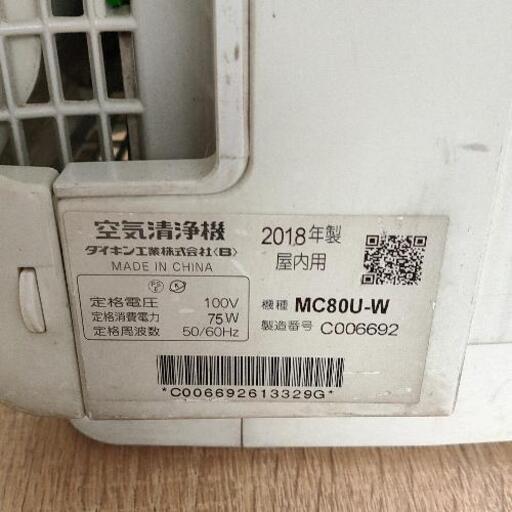 空気清浄機
ダイキン工業株式会社〈B〉
MADE IN CHINA
2018年製
屋内用
定格電圧 100V
定格消費電力 75W
定格周波数 50/60Hz
機種 MC80U-W
製造番号 C006692
*C006692613329G*